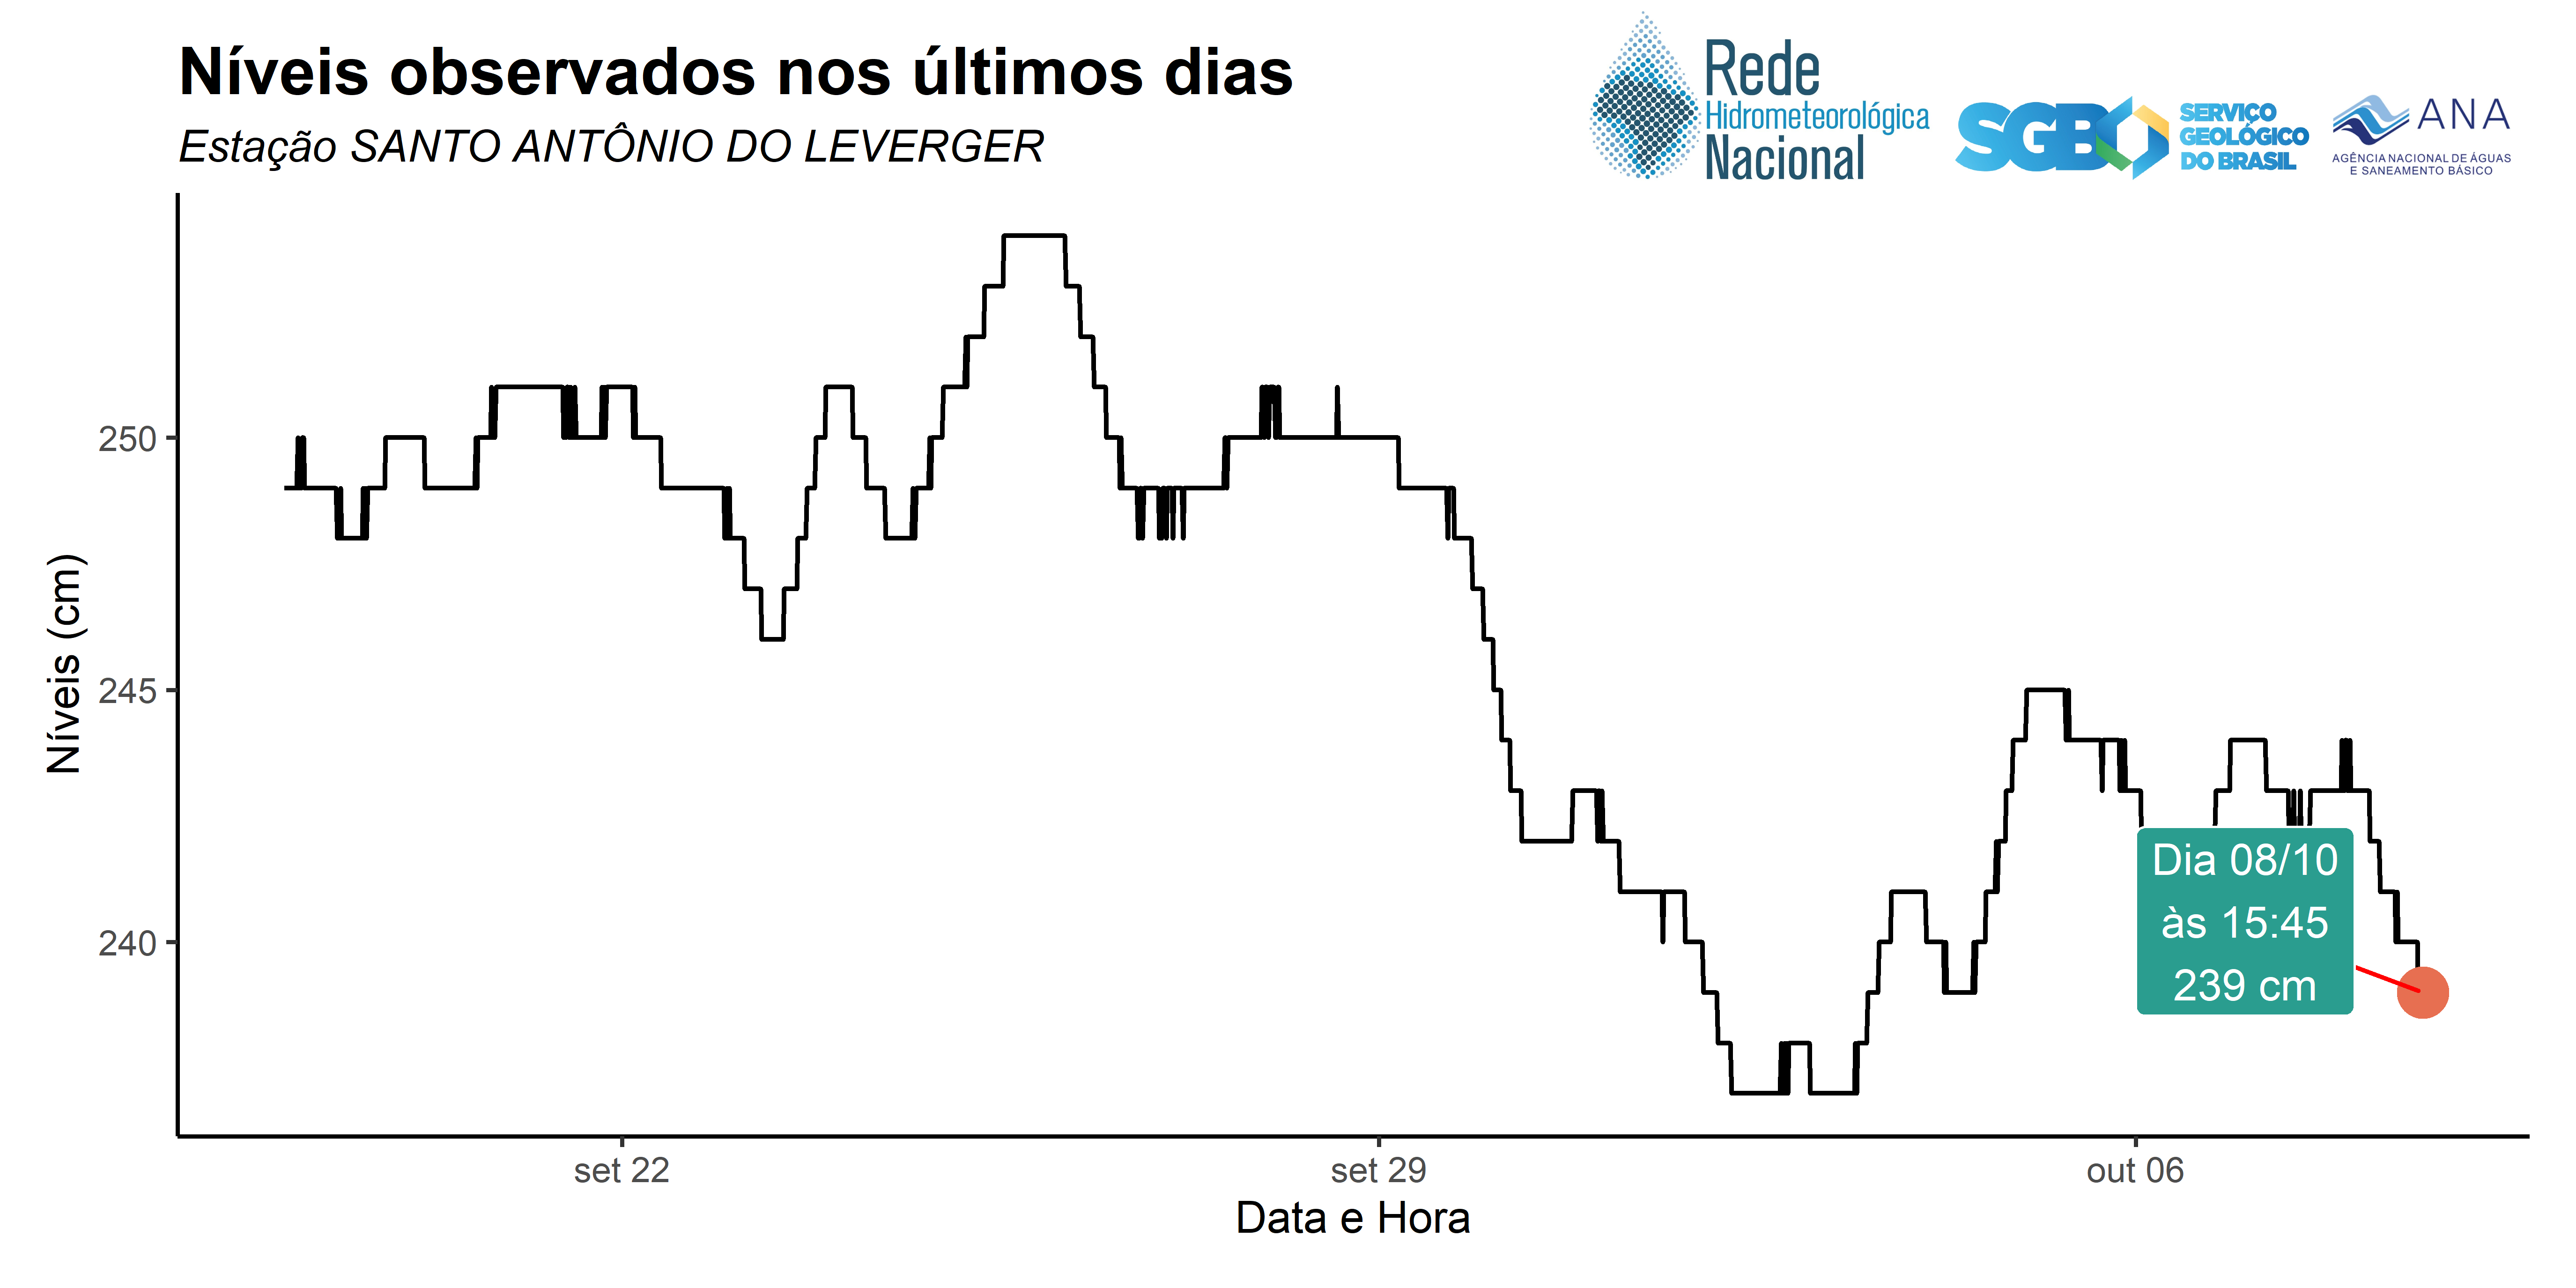 Níveis observados nos últimos dias
Estação SANTO ANTÔNIO DO LEVERGER
Rede
Hidrometeorológica
Nacional
SGB
SERVIÇO
GEOLÓGICO
DO BRASIL
ANA
AGÊNCIA NACIONAL DE ÁGUAS
E SANEAMENTO BÁSICO
Níveis (cm)
250
245
240
Dia 08/10
às 15:45
239 cm
set 22
set 29
out 06
Data e Hora